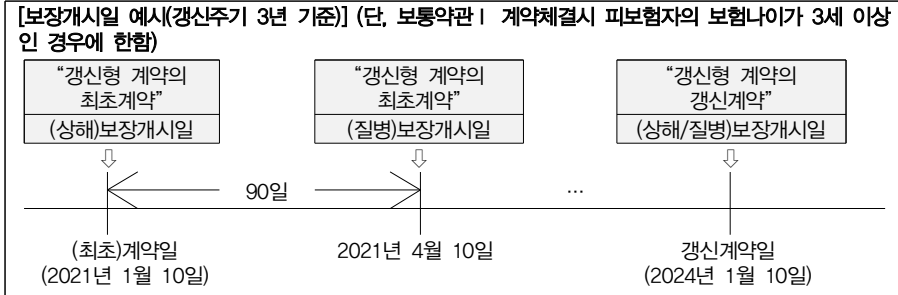 [보장개시일 예시(갱신주기 3년 기준)] (단, 보통약관Ⅰ 계약체결시 피보험자의 보험나이가 3세 이상
인 경우에 한함)
“갱신형 계약의
최초계약”
(상해)보장개시일
“갱신형 계약의
최초계약”
(질병)보장개시일
“갱신형 계약의
갱신계약”
(상해/질병)보장개시일
90일
…
(최초)계약일
(2021년 1월 10일)
2021년 4월 10일
갱신계약일
(2024년 1월 10일)